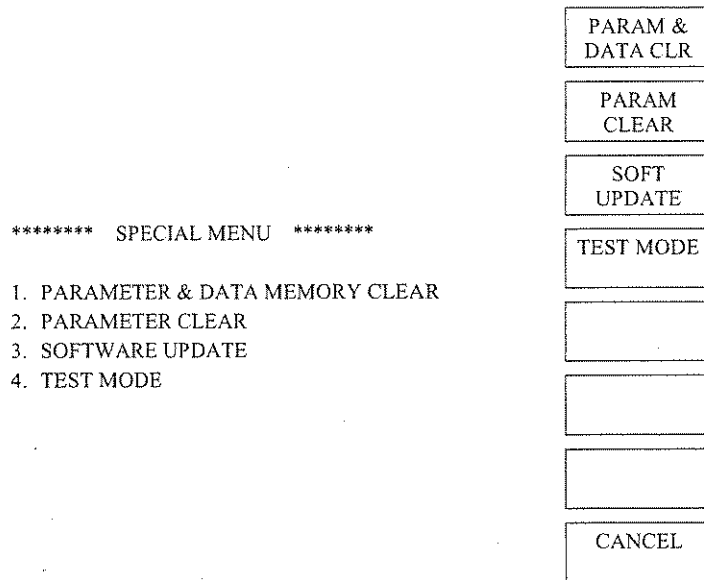 PARAM &
DATA CLR
PARAM
CLEAR
SOFT
UPDATE
******** SPECIAL MENU ********
TEST MODE
1. PARAMETER & DATA MEMORY CLEAR
2. PARAMETER CLEAR
3. SOFTWARE UPDATE
4. TEST MODE
CANCEL